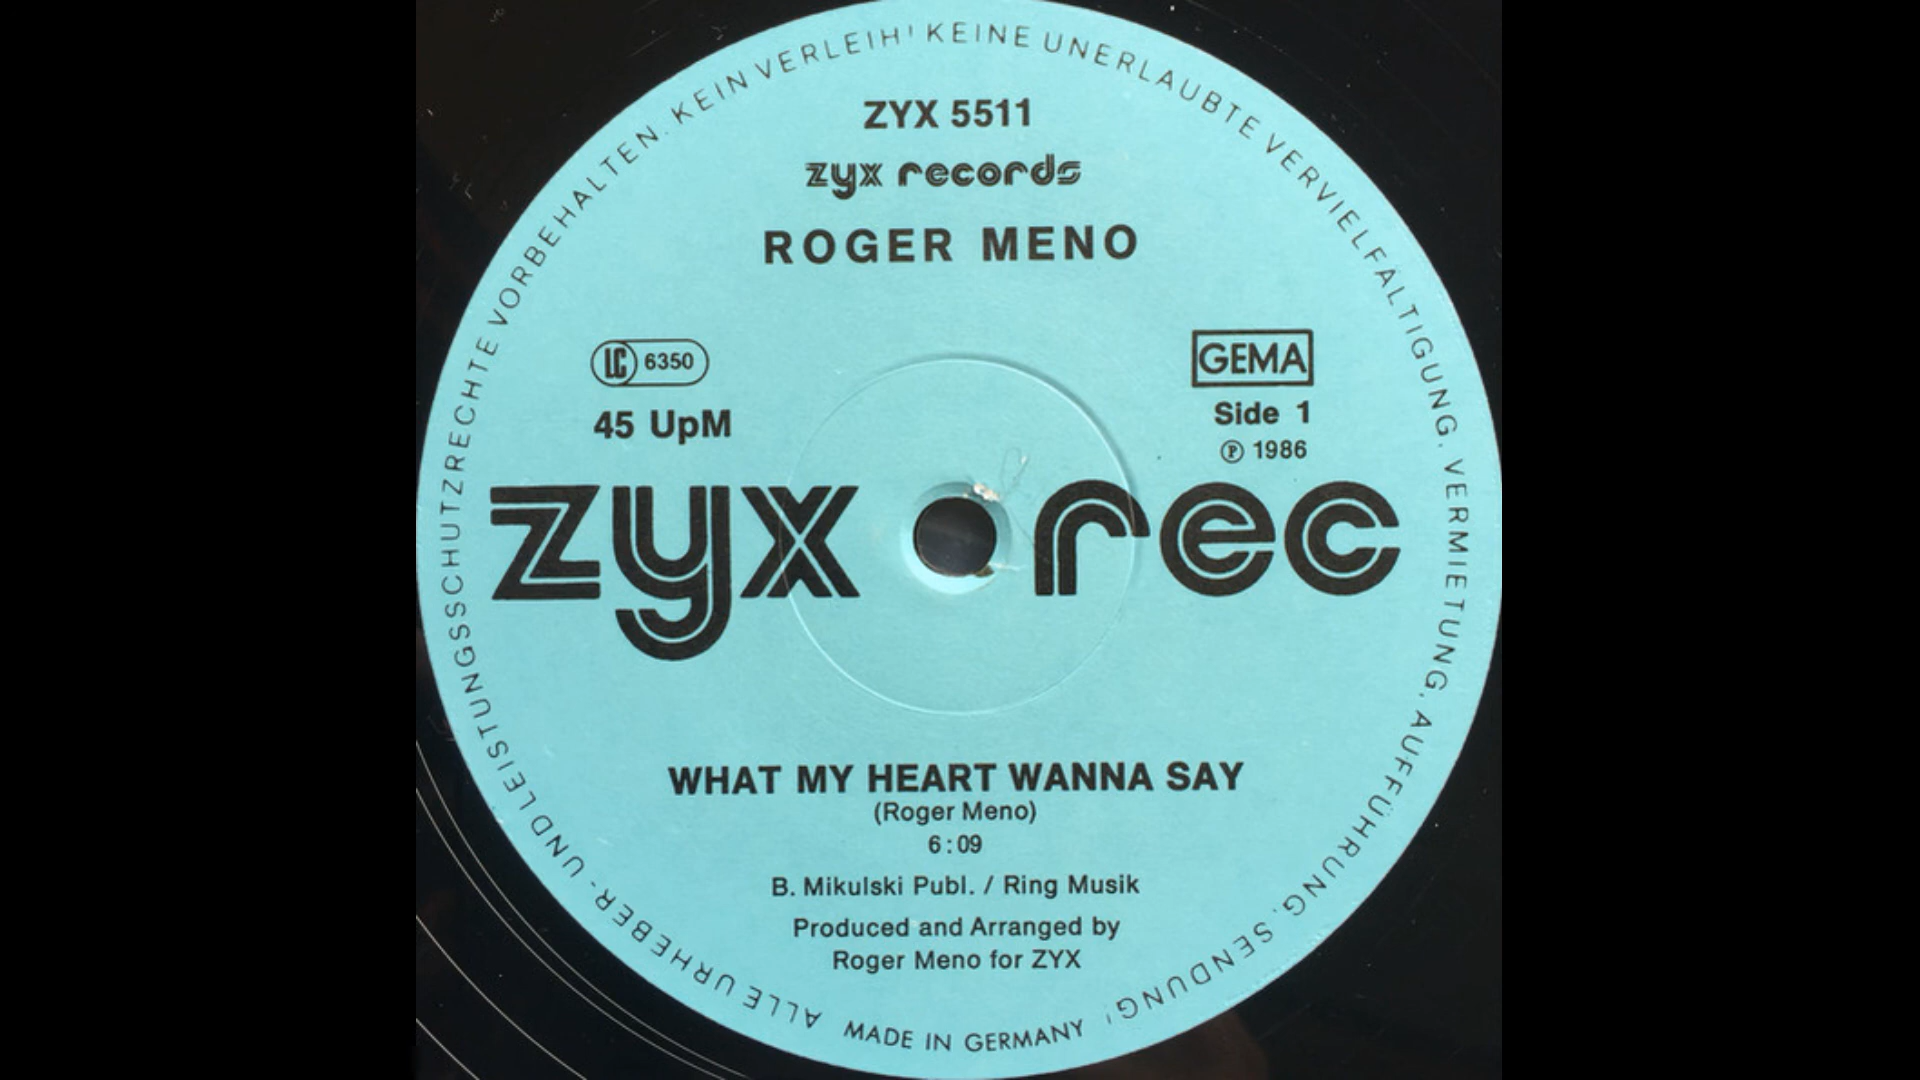 ALLE URHEBER- UND LEISTUNGSSCHUTZRECHTE VORBEHALTEN. KEIN VERLEIH! KEINE UNERLAUBTE VERVIELFÄLTIGUNG, VERMIETUNG, AUFFÜHRUNG, SENDUNG!
ZYX 5511
zyx records
ROGER MENO
LC 6350
GEMA
45 UpM
Side 1
℗ 1986
zyx rec
WHAT MY HEART WANNA SAY
(Roger Meno)
6:09
B. Mikulski Publ. / Ring Musik
Produced and Arranged by
Roger Meno for ZYX
MADE IN GERMANY